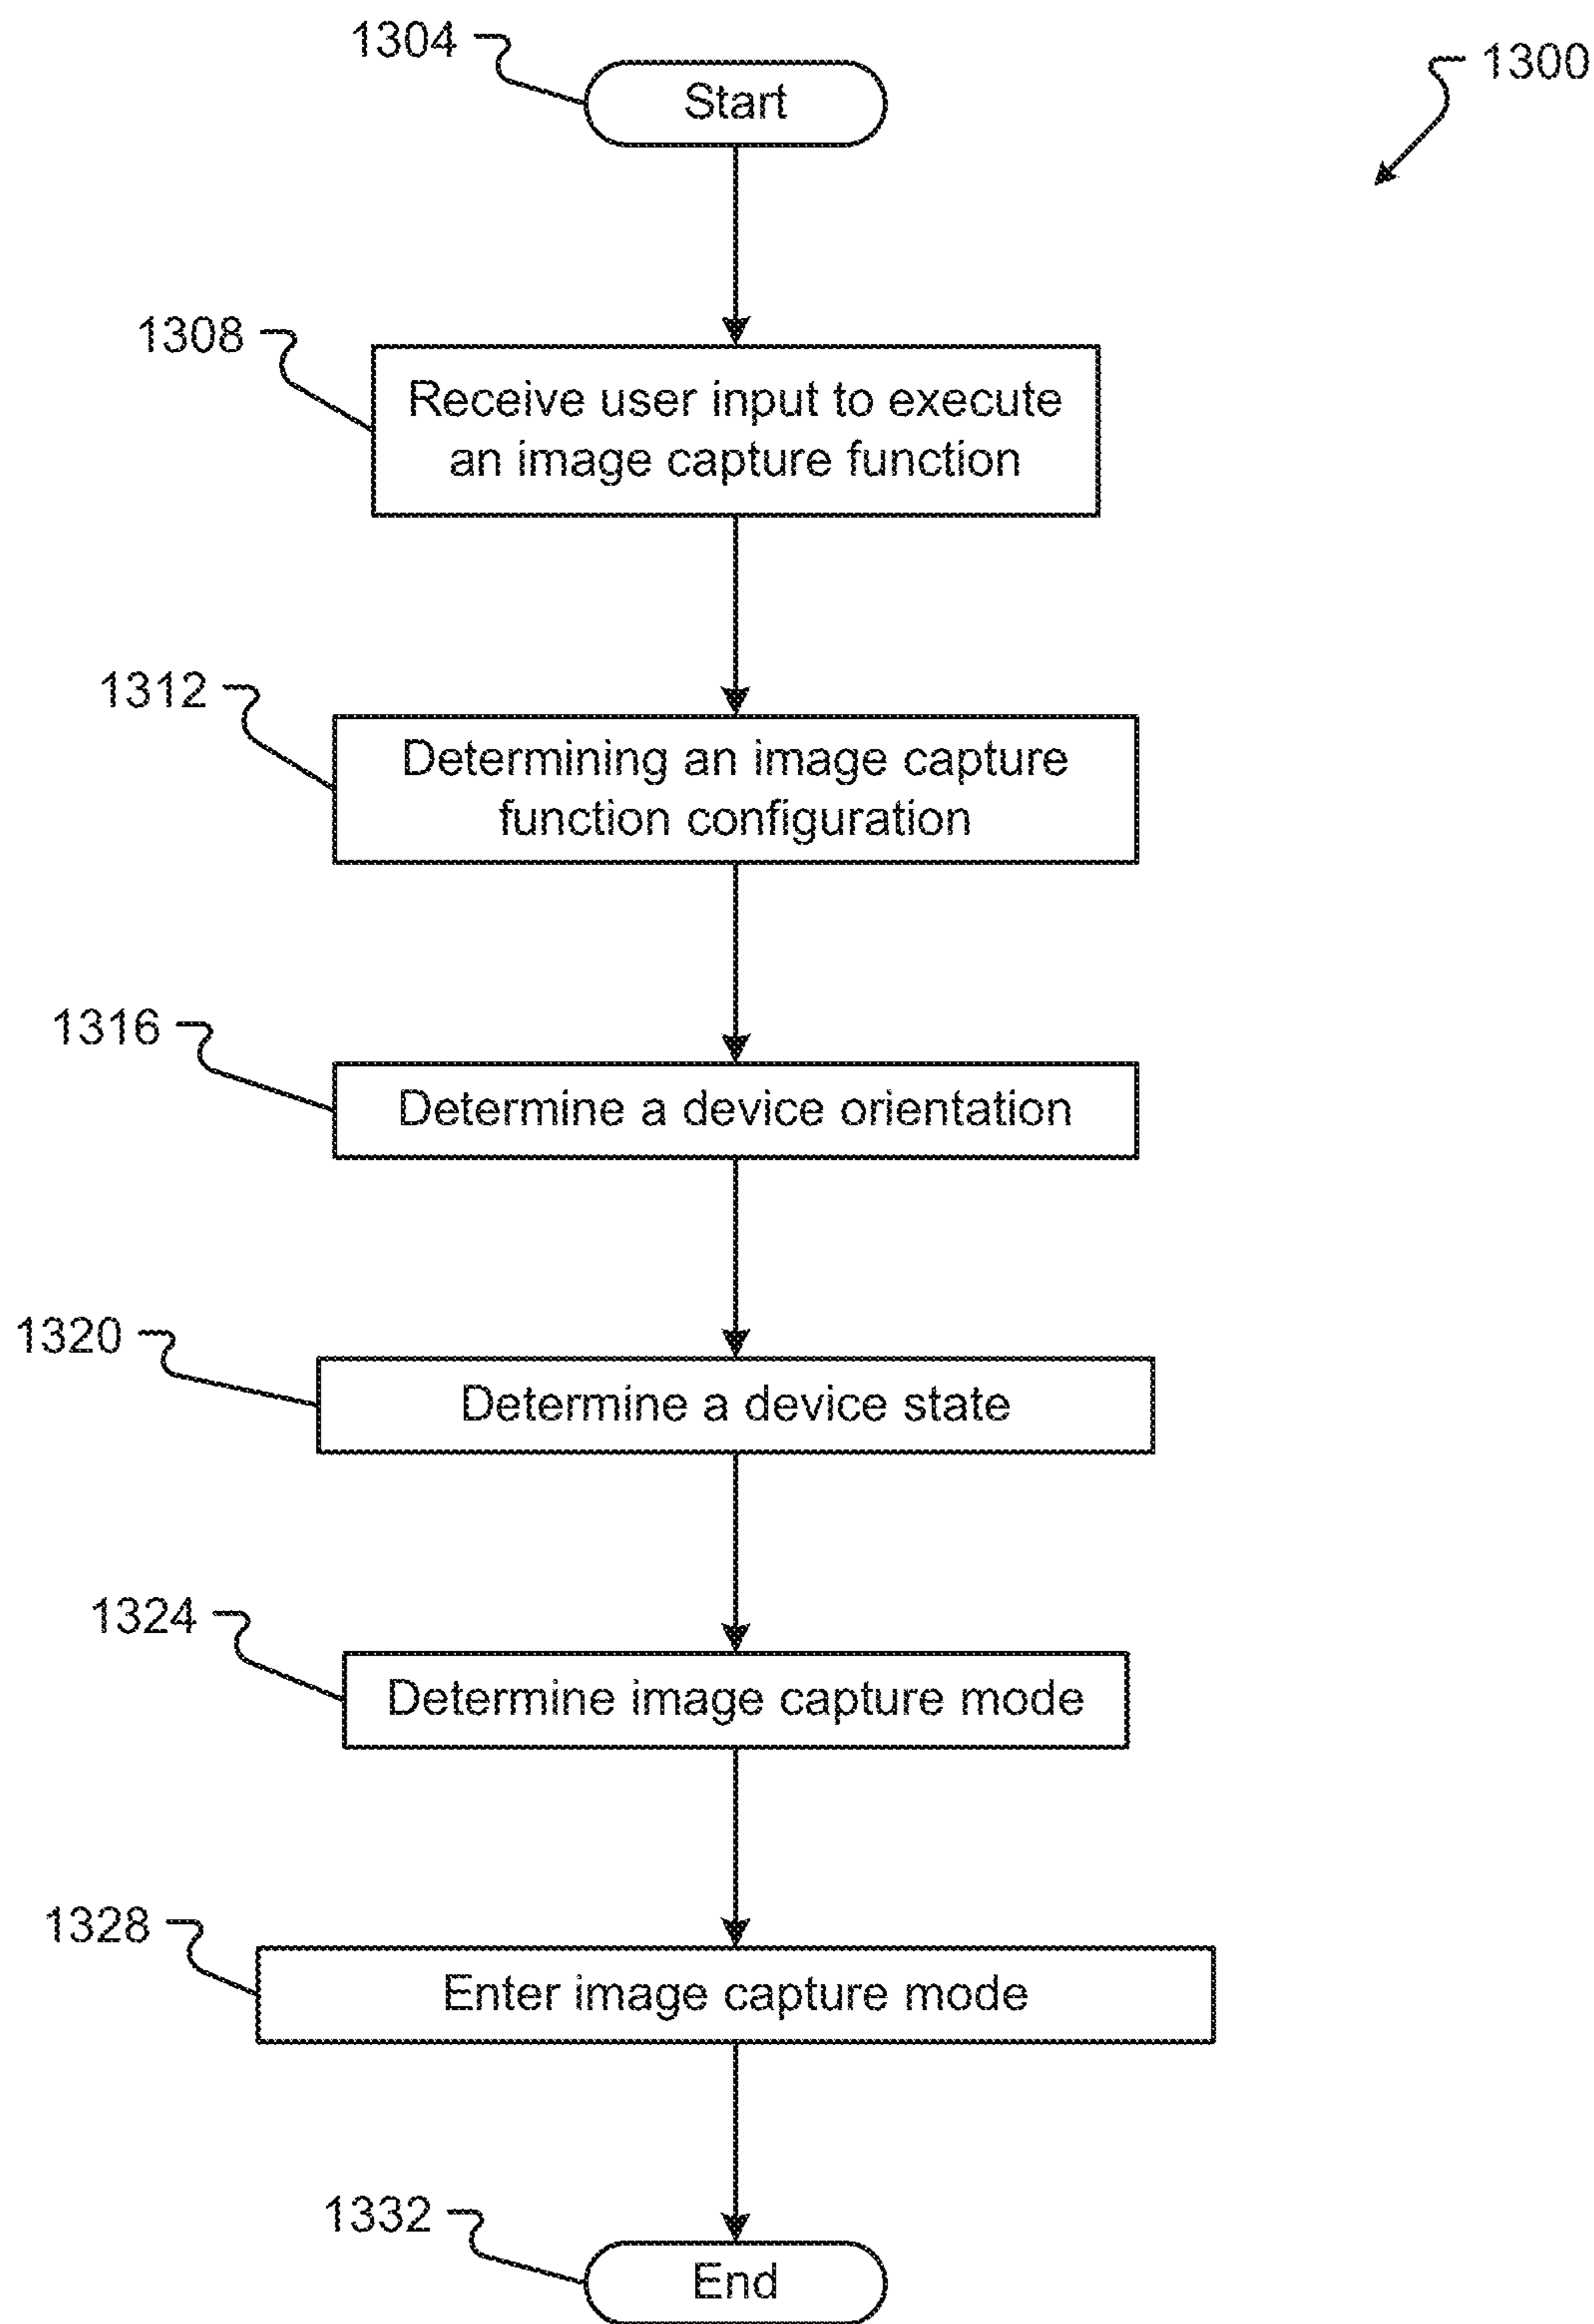 1304
Start
1300
1308
Receive user input to execute
an image capture function
1312
Determining an image capture
function configuration
1316
Determine a device orientation
1320
Determine a device state
1324
Determine image capture mode
1328
Enter image capture mode
1332
End